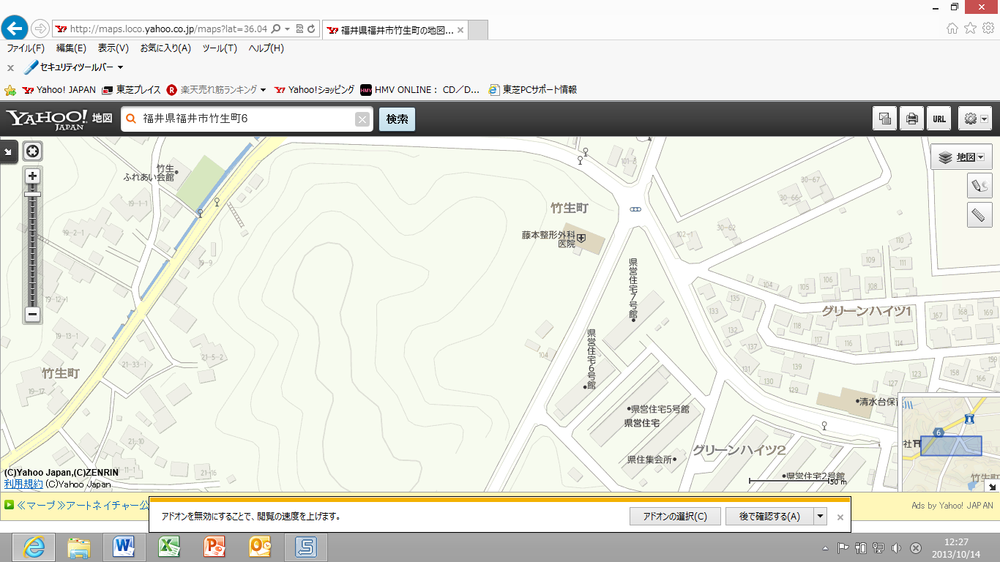 http://maps.loco.yahoo.co.jp/maps?lat=36.04
福井県福井市竹生町の地図...
ファイル(F) 編集(E) 表示(V) お気に入り(A) ツール(T) ヘルプ(H)
x セキュリティツールバー
Yahoo! JAPAN 東芝プレイス 楽天売れ筋ランキング Yahoo!ショッピング HMV ONLINE： CD／D... 東芝PCサポート情報
YAHOO! JAPAN 地図
福井県福井市竹生町6
検索
URL
地図
竹生
ふれあい会館
101-8
30-67
30-66
19-1-1
竹生町
19-2-1
30-62
藤本整形外科
医院
102-1
110
19-9
109
111
県営住宅7号館
104
105
106
108
19-12-1
135
133
グリーンハイツ1
167
168
169
118
132
19-13-1
県営住宅6号館
117
116
114
137
104
21-5-2
21-33-1
竹生町
131
139
159
158
166
19-17
130
129
127
123
清水台保育
県営住宅5号館
県営住宅
21-10
グリーンハイツ2
県住集会所
21-16
県営住宅2号館
50 m
6
社
竹生町
(C)Yahoo Japan,(C)ZENRIN
利用規約 (C)Yahoo Japan
≪マープ≫アートネイチャー公
Ads by Yahoo! JAPAN
アドオンを無効にすることで、閲覧の速度を上げます。
アドオンの選択(C)
後で確認する(A)
12:27
2013/10/14